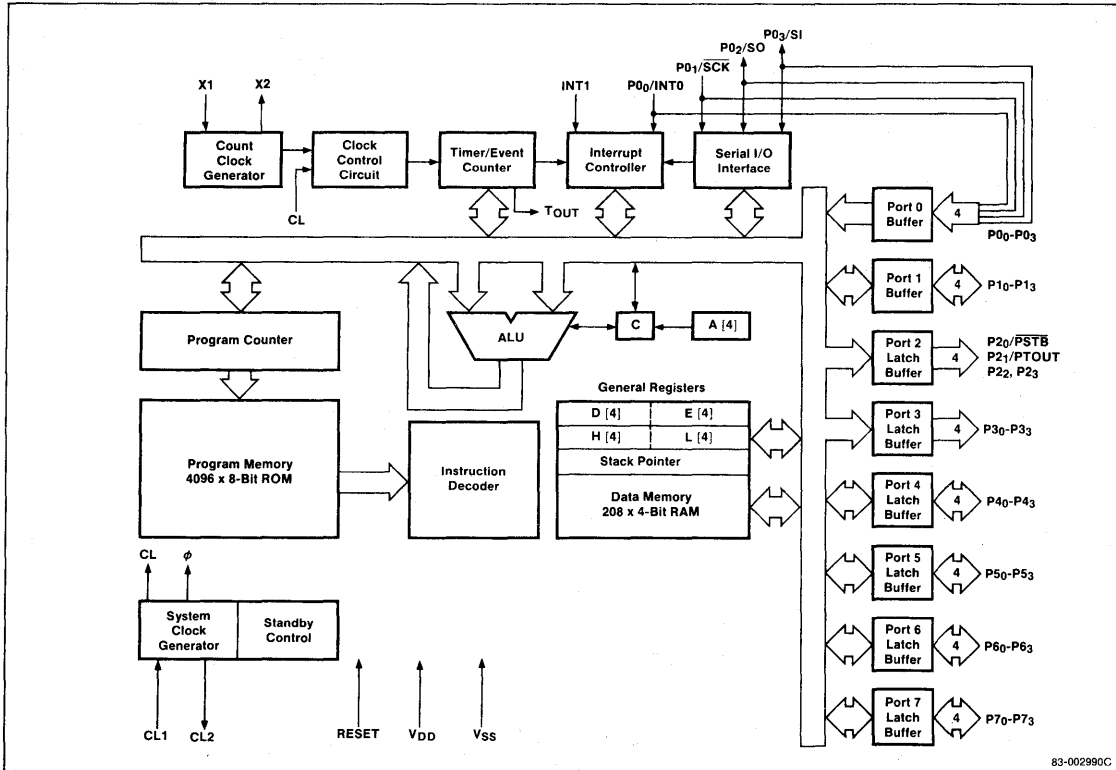 P03/SI
P02/SO
P01/SCK
X1
X2
INT1
P00/INT0
Count
Clock
Generator
Clock
Control
Circuit
Timer/Event
Counter
Interrupt
Controller
Serial I/O
Interface
CL
TOUT
Port 0
Buffer
4
P00-P03
Port 1
Buffer
4
P10-P13
Program Counter
ALU
C
A [4]
Port 2
Latch
Buffer
4
P20/PSTB
P21/PTOUT
P22, P23
General Registers
D [4]
E [4]
H [4]
L [4]
Stack Pointer
Data Memory
208 x 4-Bit RAM
Port 3
Latch
Buffer
4
P30-P33
Program Memory
4096 x 8-Bit ROM
Instruction
Decoder
Port 4
Latch
Buffer
4
P40-P43
CL
ϕ
Port 5
Latch
Buffer
4
P50-P53
System
Clock
Generator
Standby
Control
Port 6
Latch
Buffer
4
P60-P63
CL1
CL2
RESET
VDD
VSS
Port 7
Latch
Buffer
4
P70-P73
83-002990C